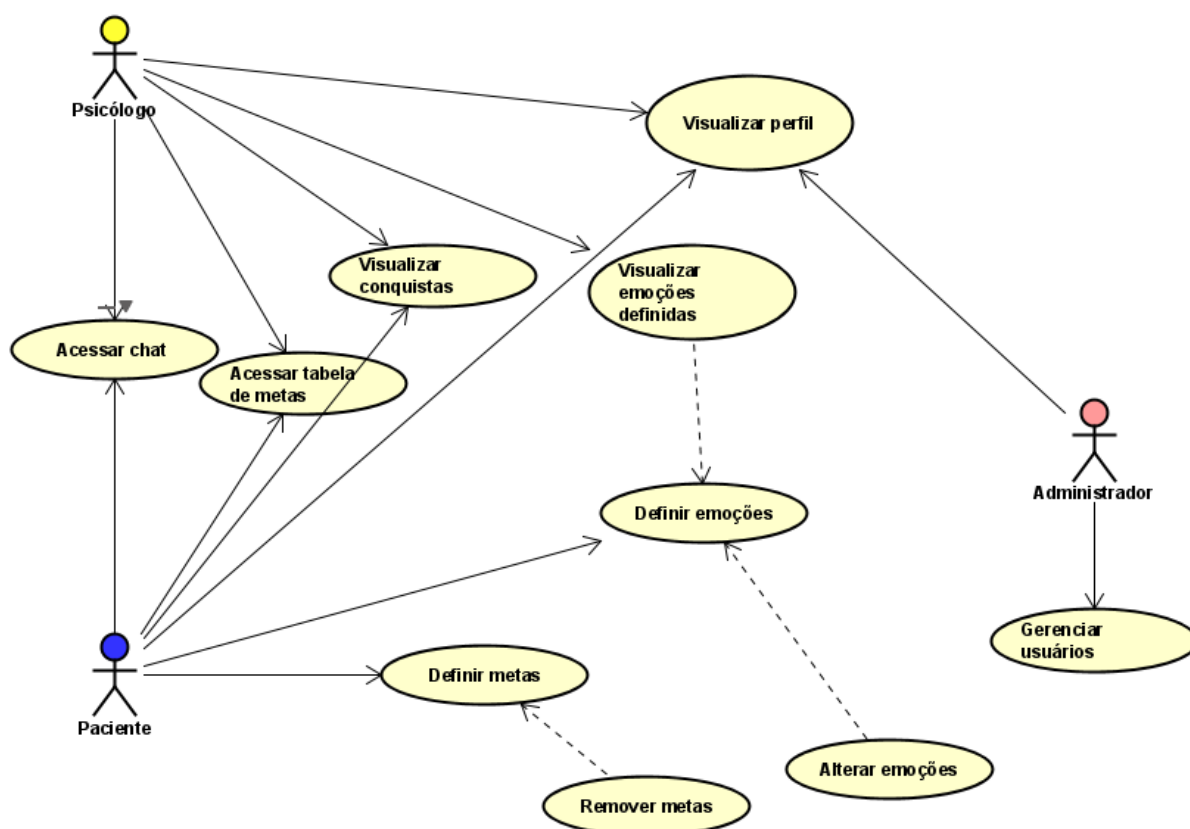 Psicólogo
Visualizar perfil
Visualizar
conquistas
Visualizar
emoções
definidas
Acessar chat
Acessar tabela
de metas
Administrador
Definir emoções
Gerenciar
usuários
Definir metas
Paciente
Alterar emoções
Remover metas